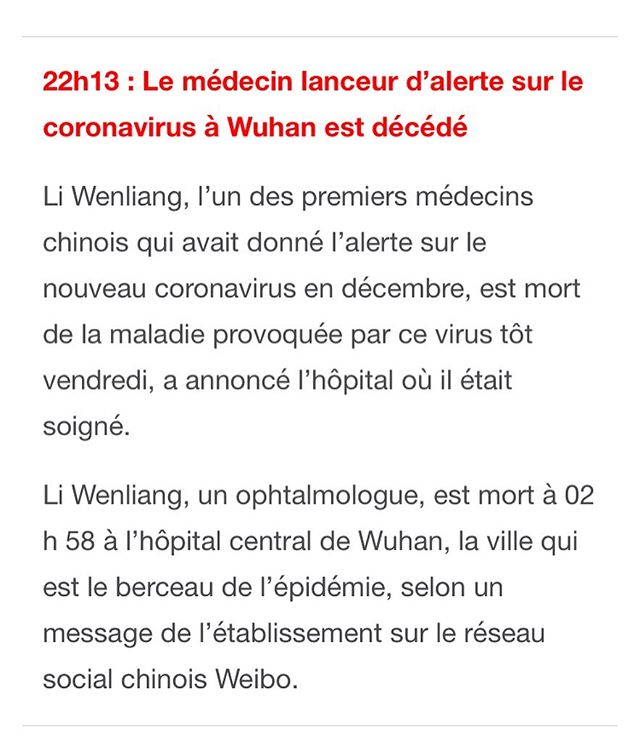 22h13 : Le médecin lanceur d’alerte sur le
coronavirus à Wuhan est décédé
Li Wenliang, l’un des premiers médecins
chinois qui avait donné l’alerte sur le
nouveau coronavirus en décembre, est mort
de la maladie provoquée par ce virus tôt
vendredi, a annoncé l’hôpital où il était
soigné.
Li Wenliang, un ophtalmologue, est mort à 02
h 58 à l’hôpital central de Wuhan, la ville qui
est le berceau de l’épidémie, selon un
message de l’établissement sur le réseau
social chinois Weibo.